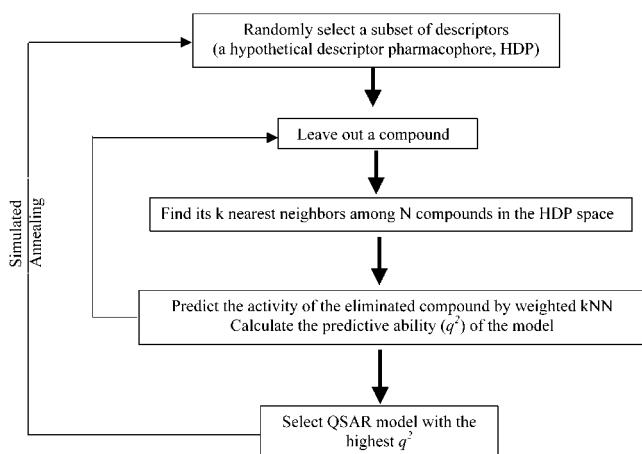 Randomly select a subset of descriptors
(a hypothetical descriptor pharmacophore, HDP)
Leave out a compound
Find its k nearest neighbors among N compounds in the HDP space
Simulated
Annealing
Predict the activity of the eliminated compound by weighted kNN
Calculate the predictive ability (q²) of the model
Select QSAR model with the
highest q²